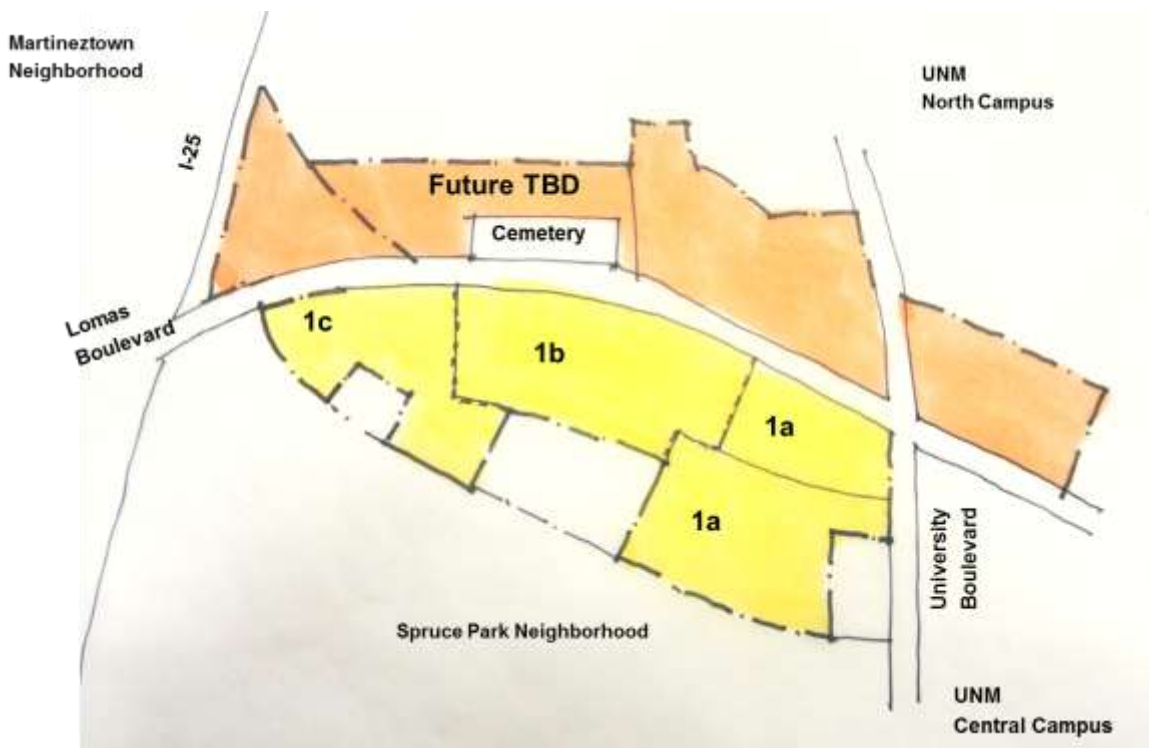 Martineztown
Neighborhood
UNM
North Campus
I-25
Future TBD
Cemetery
Lomas
Boulevard
1c
1b
1a
1a
University
Boulevard
Spruce Park Neighborhood
UNM
Central Campus